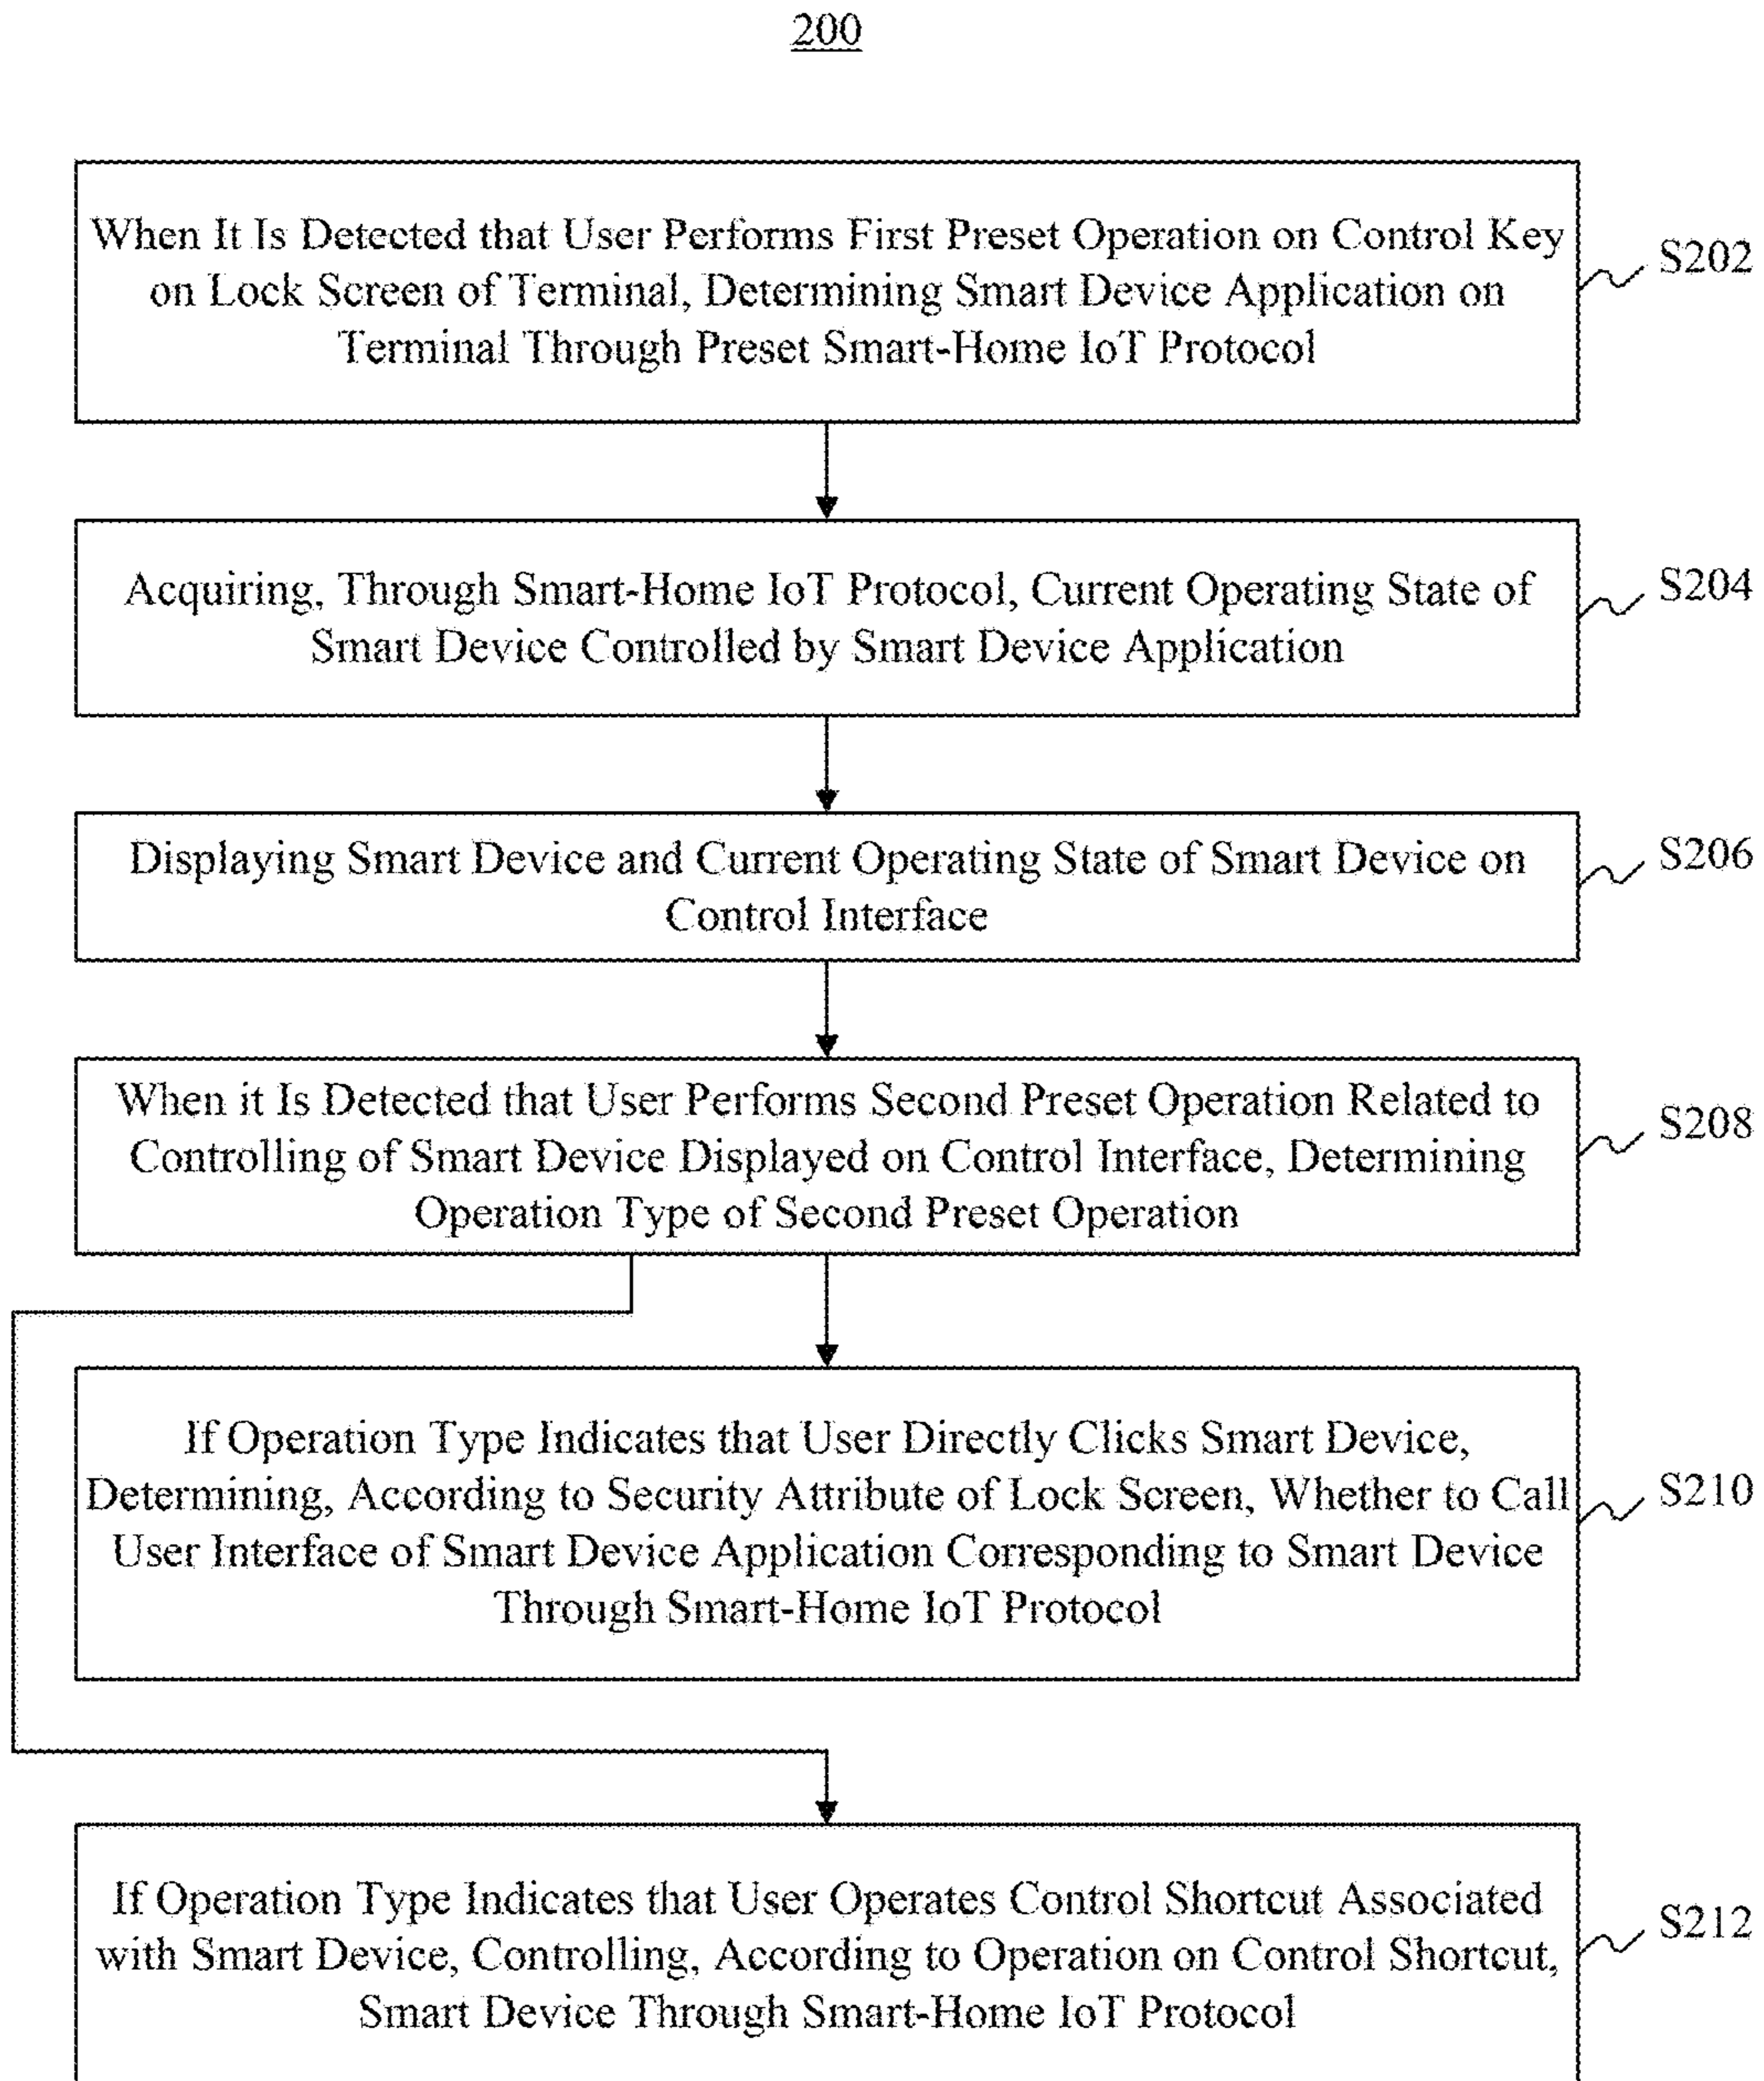 200
When It Is Detected that User Performs First Preset Operation on Control Key
on Lock Screen of Terminal, Determining Smart Device Application on
Terminal Through Preset Smart-Home IoT Protocol
S202
Acquiring, Through Smart-Home IoT Protocol, Current Operating State of
Smart Device Controlled by Smart Device Application
S204
Displaying Smart Device and Current Operating State of Smart Device on
Control Interface
S206
When it Is Detected that User Performs Second Preset Operation Related to
Controlling of Smart Device Displayed on Control Interface, Determining
Operation Type of Second Preset Operation
S208
If Operation Type Indicates that User Directly Clicks Smart Device,
Determining, According to Security Attribute of Lock Screen, Whether to Call
User Interface of Smart Device Application Corresponding to Smart Device
Through Smart-Home IoT Protocol
S210
If Operation Type Indicates that User Operates Control Shortcut Associated
with Smart Device, Controlling, According to Operation on Control Shortcut,
Smart Device Through Smart-Home IoT Protocol
S212